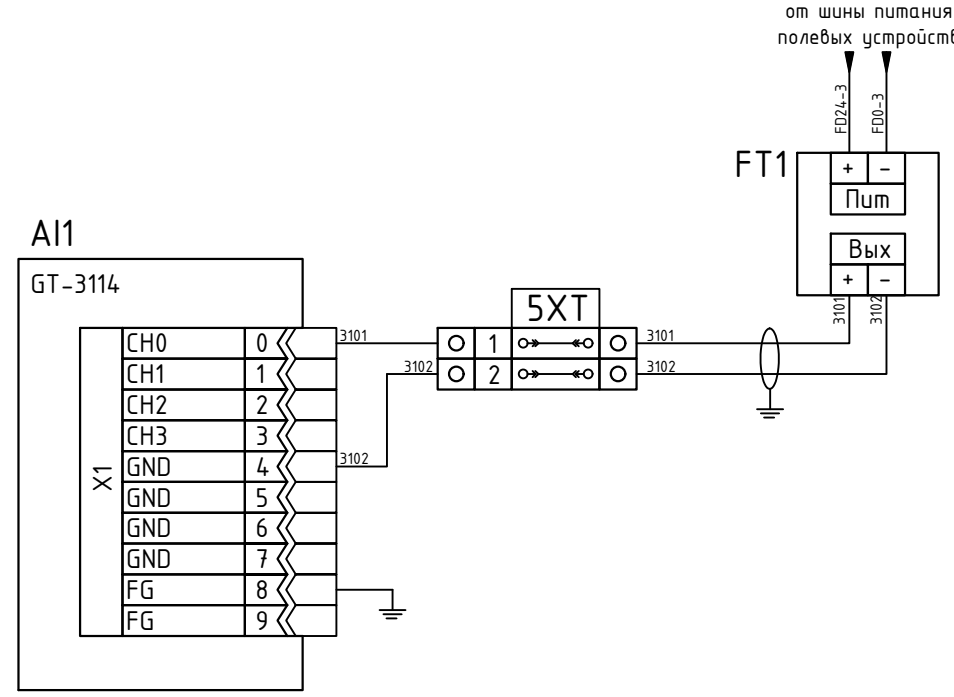 от шины питания
полевых устройств
FD24-3
FD0-3
FT1
+ -
Пит
Вых
+ -
3101
3102
AI1
GT-3114
5XT
X1
CH0 0 3101 1 3101
CH1 1 3102 2 3102
CH2 2
CH3 3
GND 4 3102
GND 5
GND 6
GND 7
FG 8
FG 9